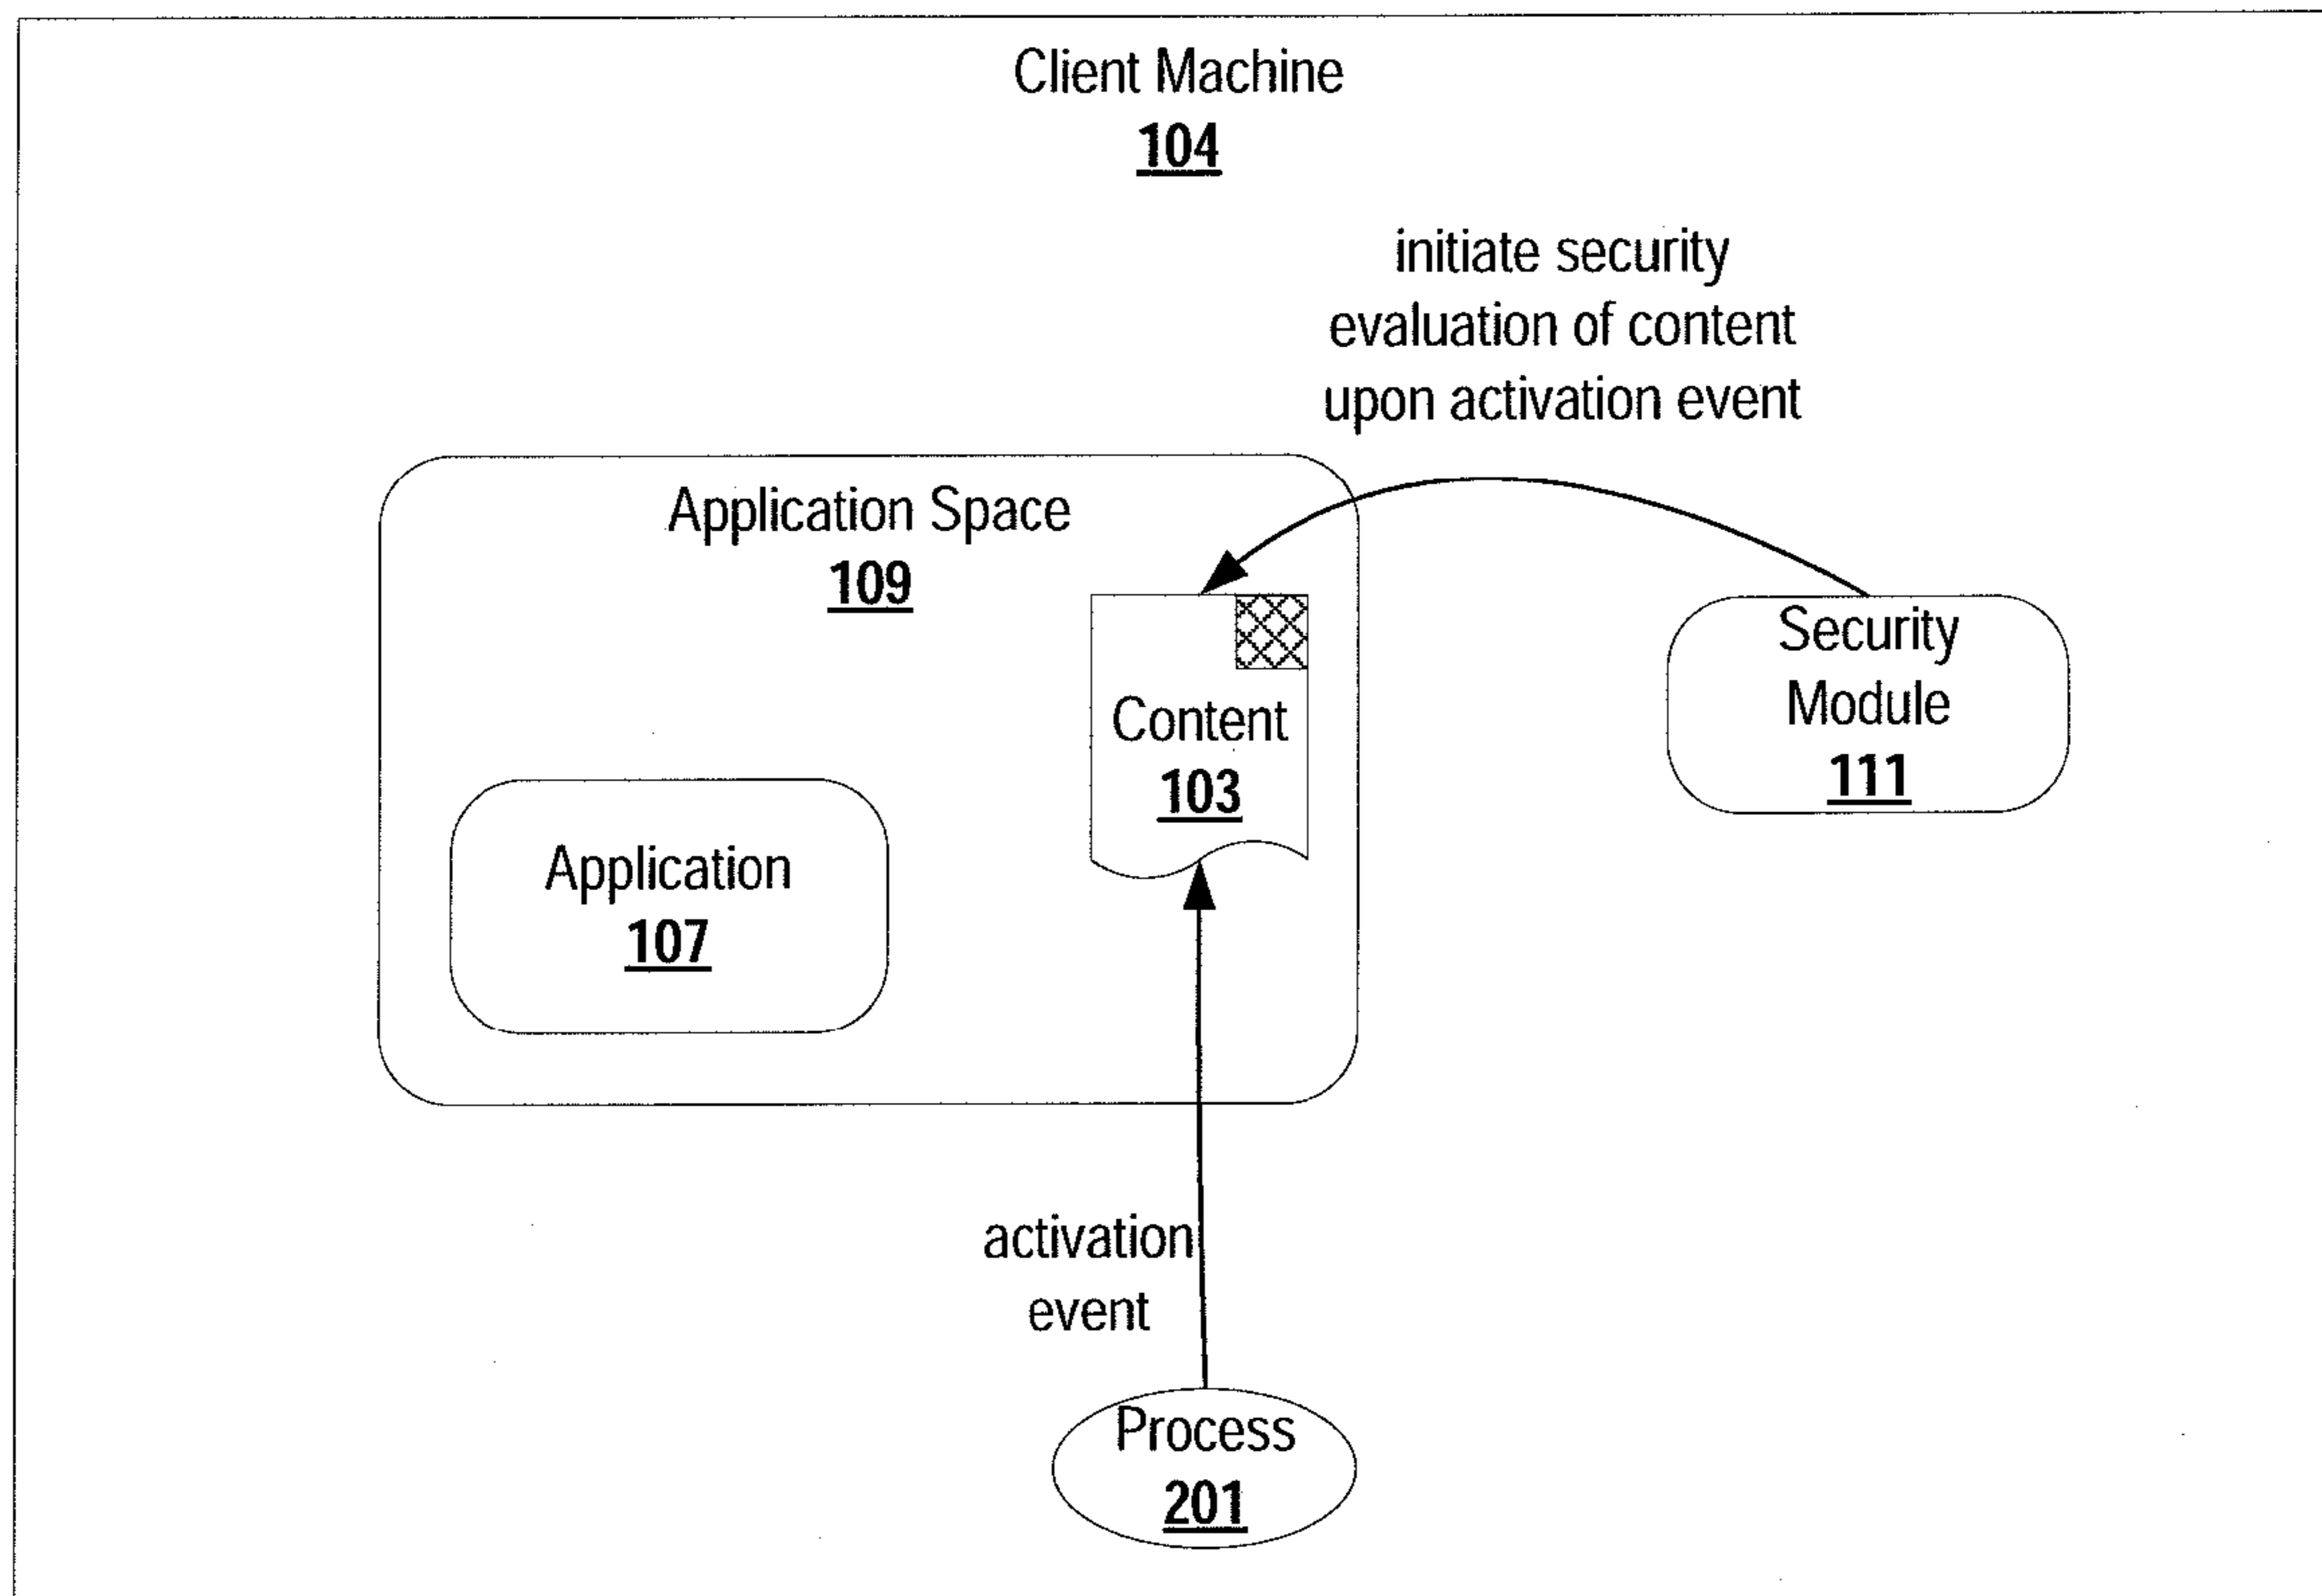 Client Machine
104
initiate security
evaluation of content
upon activation event
Application Space
109
Security
Module
111
Content
103
Application
107
activation
event
Process
201